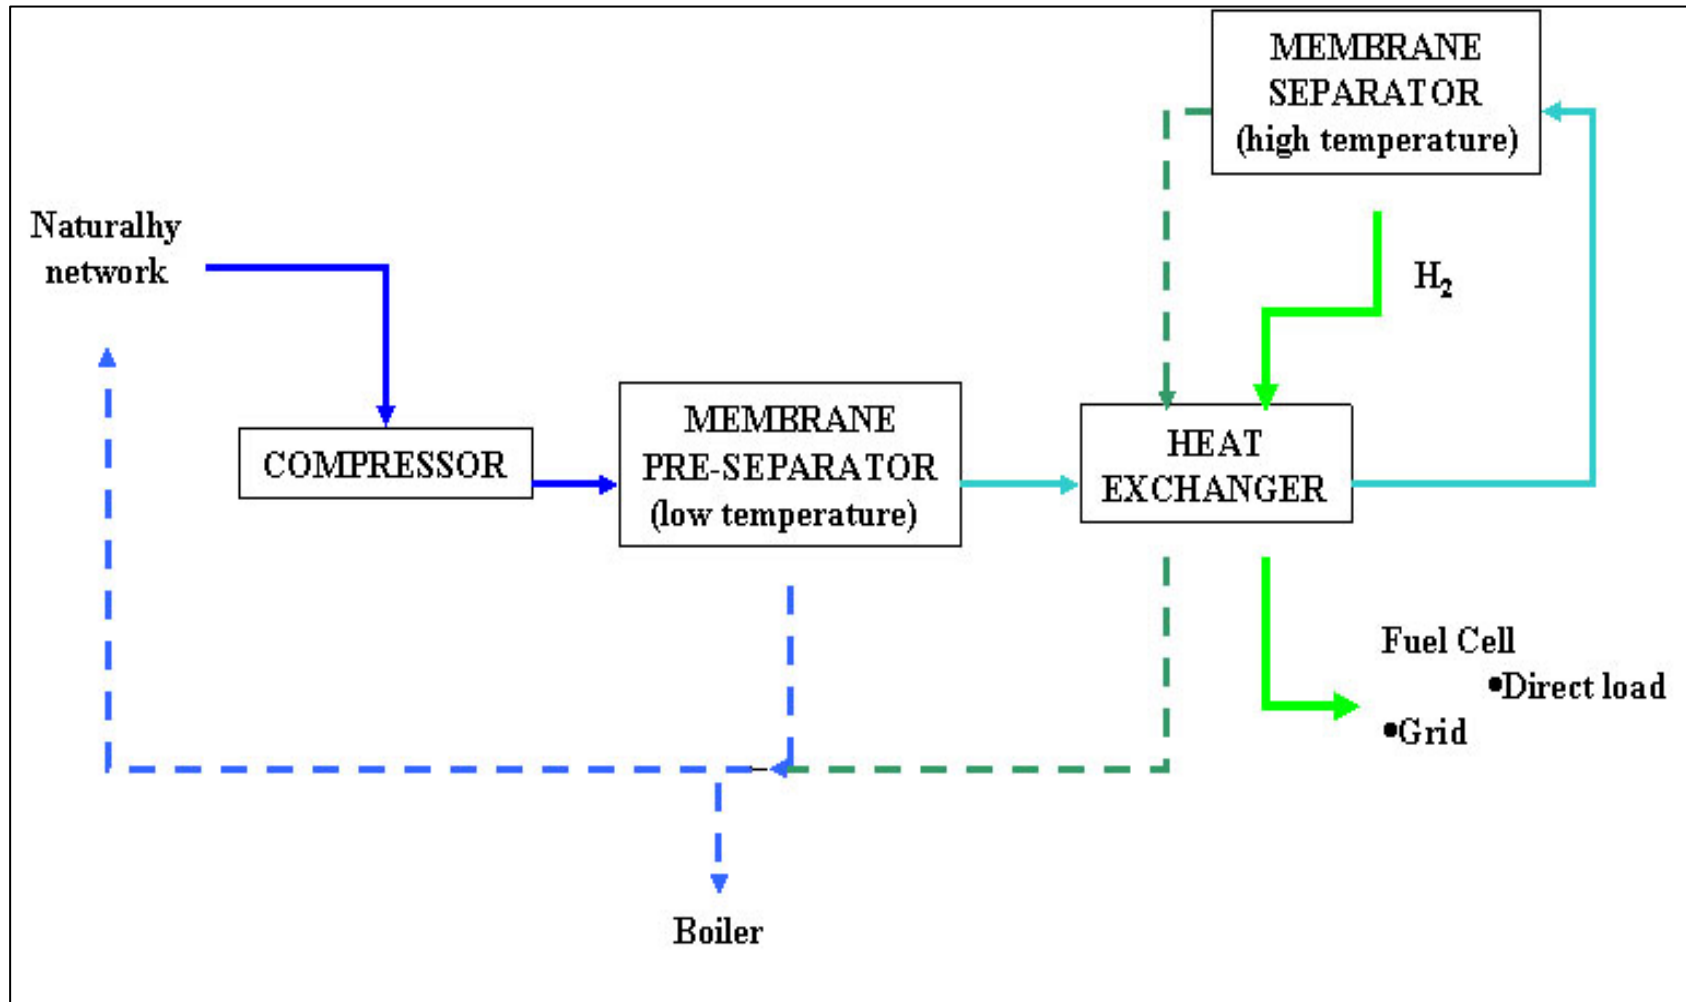 MEMBRANE
SEPARATOR
(high temperature)
Naturalhy
network
H₂
COMPRESSOR
MEMBRANE
PRE-SEPARATOR
(low temperature)
HEAT
EXCHANGER
Fuel Cell
•Direct load
•Grid
Boiler